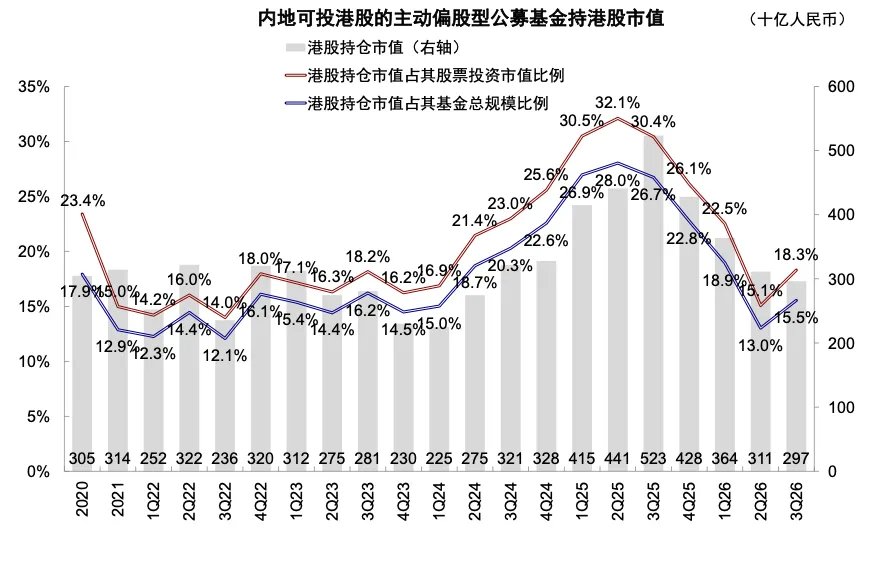 内地可投港股的主动偏股型公募基金持港股市值
（十亿人民币）
港股持仓市值（右轴）
港股持仓市值占其股票投资市值比例
港股持仓市值占其基金总规模比例
35% 30% 25% 20% 15% 10% 5% 0%
600 500 400 300 200 100 0
23.4% 15.0% 14.2% 16.0% 14.0% 18.0% 17.1% 16.3% 18.2% 16.2% 16.9% 21.4% 23.0% 25.6% 30.5% 32.1% 30.4% 26.1% 22.5% 15.1% 18.3%
17.9% 12.9% 12.3% 14.4% 12.1% 16.1% 15.4% 14.4% 16.2% 14.5% 15.0% 18.7% 20.3% 22.6% 26.9% 28.0% 26.7% 22.8% 18.9% 13.0% 15.5%
305 314 252 322 236 320 312 275 281 230 225 275 321 328 415 441 523 428 364 311 297
2020 2021 1Q22 2Q22 3Q22 4Q22 1Q23 2Q23 3Q23 4Q23 1Q24 2Q24 3Q24 4Q24 1Q25 2Q25 3Q25 4Q25 1Q26 2Q26 3Q26